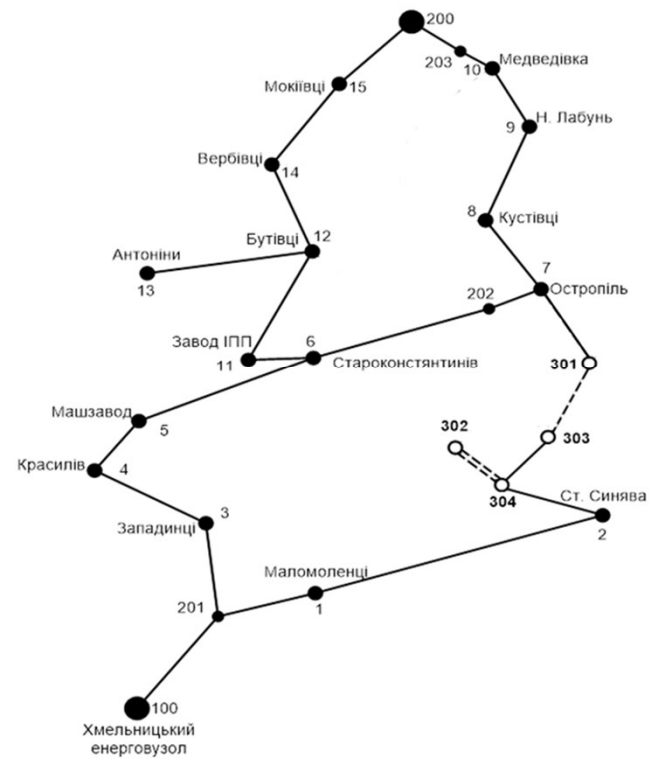 200
203
10
Медведівка
Мокіївці
15
9
Н. Лабунь
Вербівці
14
8
Кустівці
Бутівці
12
Антоніни
13
7
Остропіль
202
Завод ІПП
11
6
Староконстянтинів
301
Машзавод
5
302
303
Красилів
4
304
Ст. Синява
2
3
Западинці
Маломоленці
1
201
100
Хмельницький
енерговузол